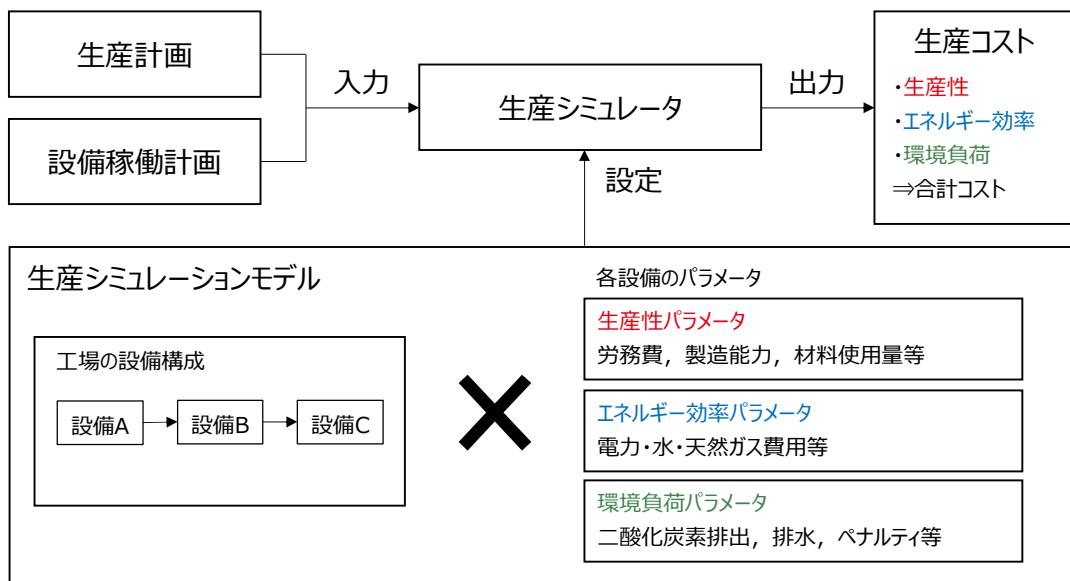 生産計画
設備稼働計画
入力
生産シミュレータ
出力
生産コスト
・生産性
・エネルギー効率
・環境負荷
⇒合計コスト
設定
生産シミュレーションモデル
工場の設備構成
設備A
設備B
設備C
各設備のパラメータ
生産性パラメータ
労務費，製造能力，材料使用量等
エネルギー効率パラメータ
電力・水・天然ガス費用等
環境負荷パラメータ
二酸化炭素排出，排水，ペナルティ等